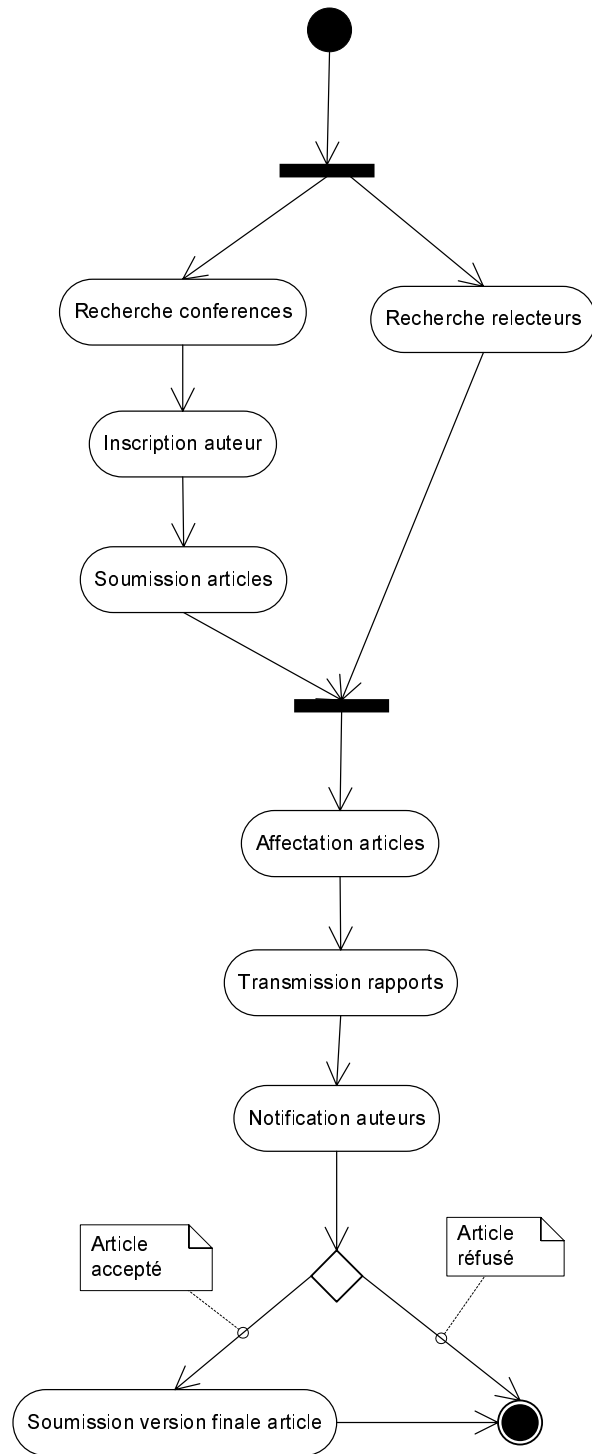 Recherche conferences
Recherche relecteurs
Inscription auteur
Soumission articles
Affectation articles
Transmission rapports
Notification auteurs
Article
accepté
Article
réfusé
Soumission version finale article